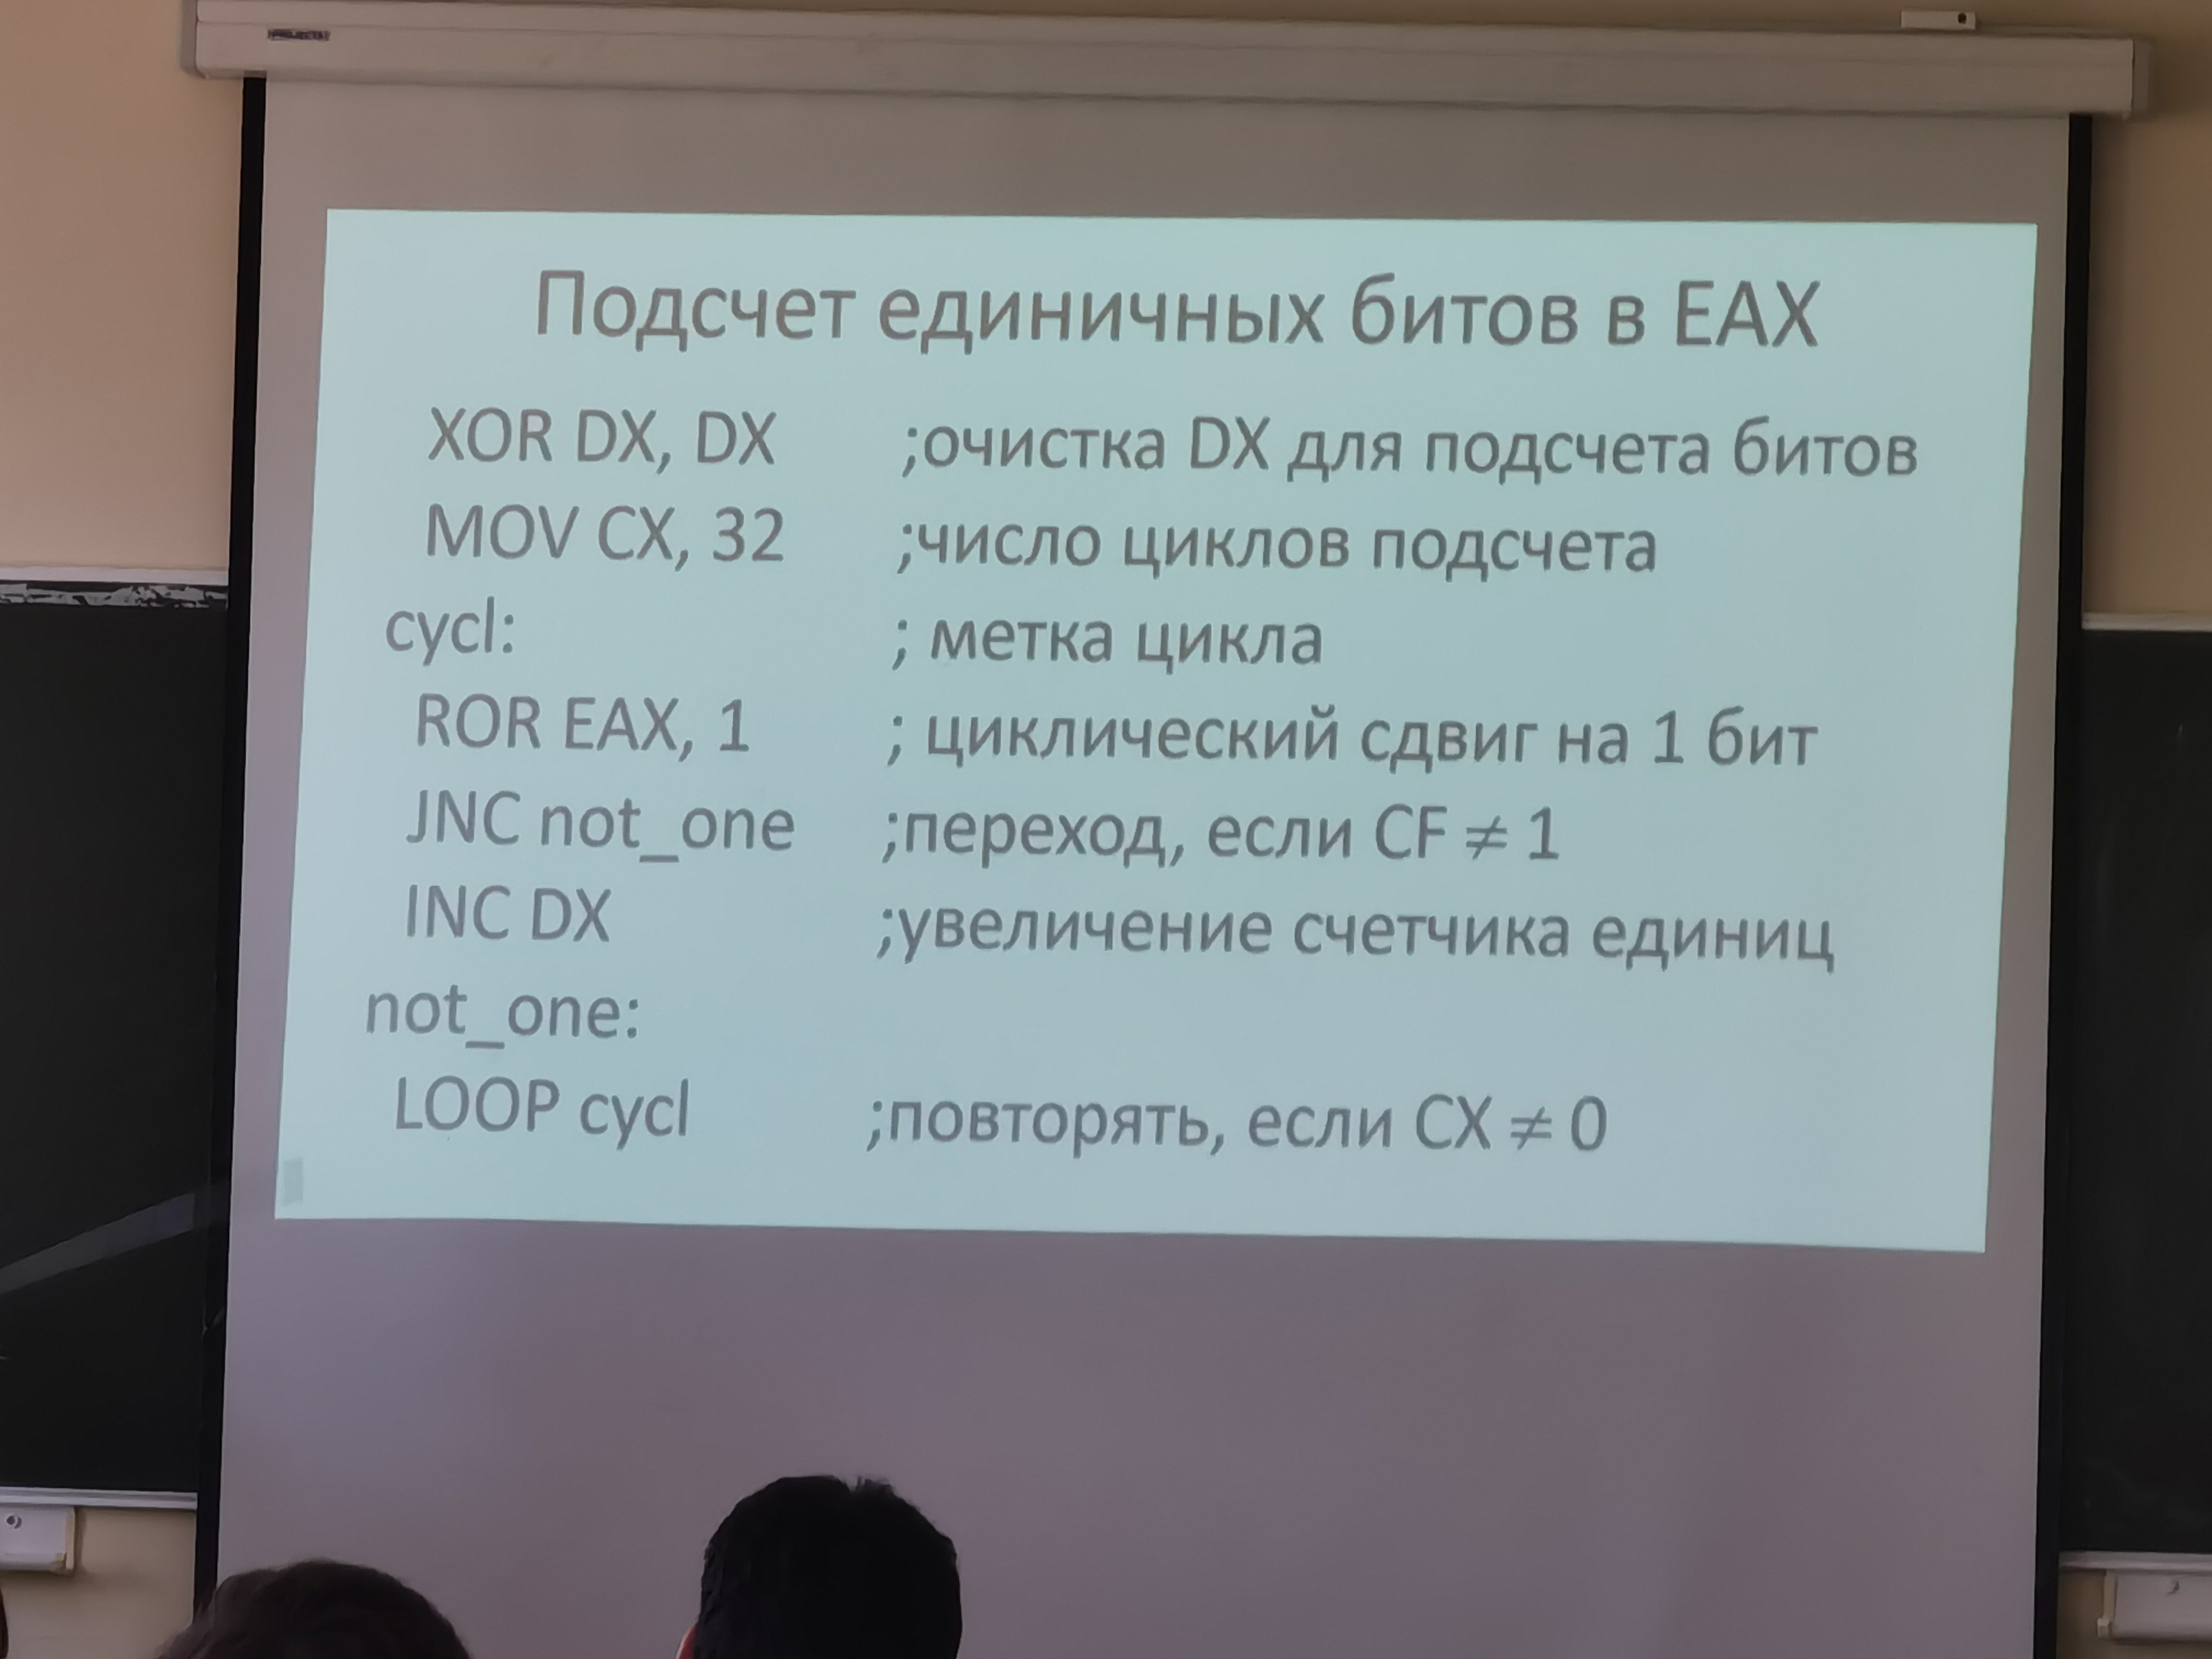 Подсчет единичных битов в EAX
XOR DX, DX ;очистка DX для подсчета битов
MOV CX, 32 ;число циклов подсчета
cycl: ; метка цикла
ROR EAX, 1 ; циклический сдвиг на 1 бит
JNC not_one ;переход, если CF ≠ 1
INC DX ;увеличение счетчика единиц
not_one:
LOOP cycl ;повторять, если CX ≠ 0